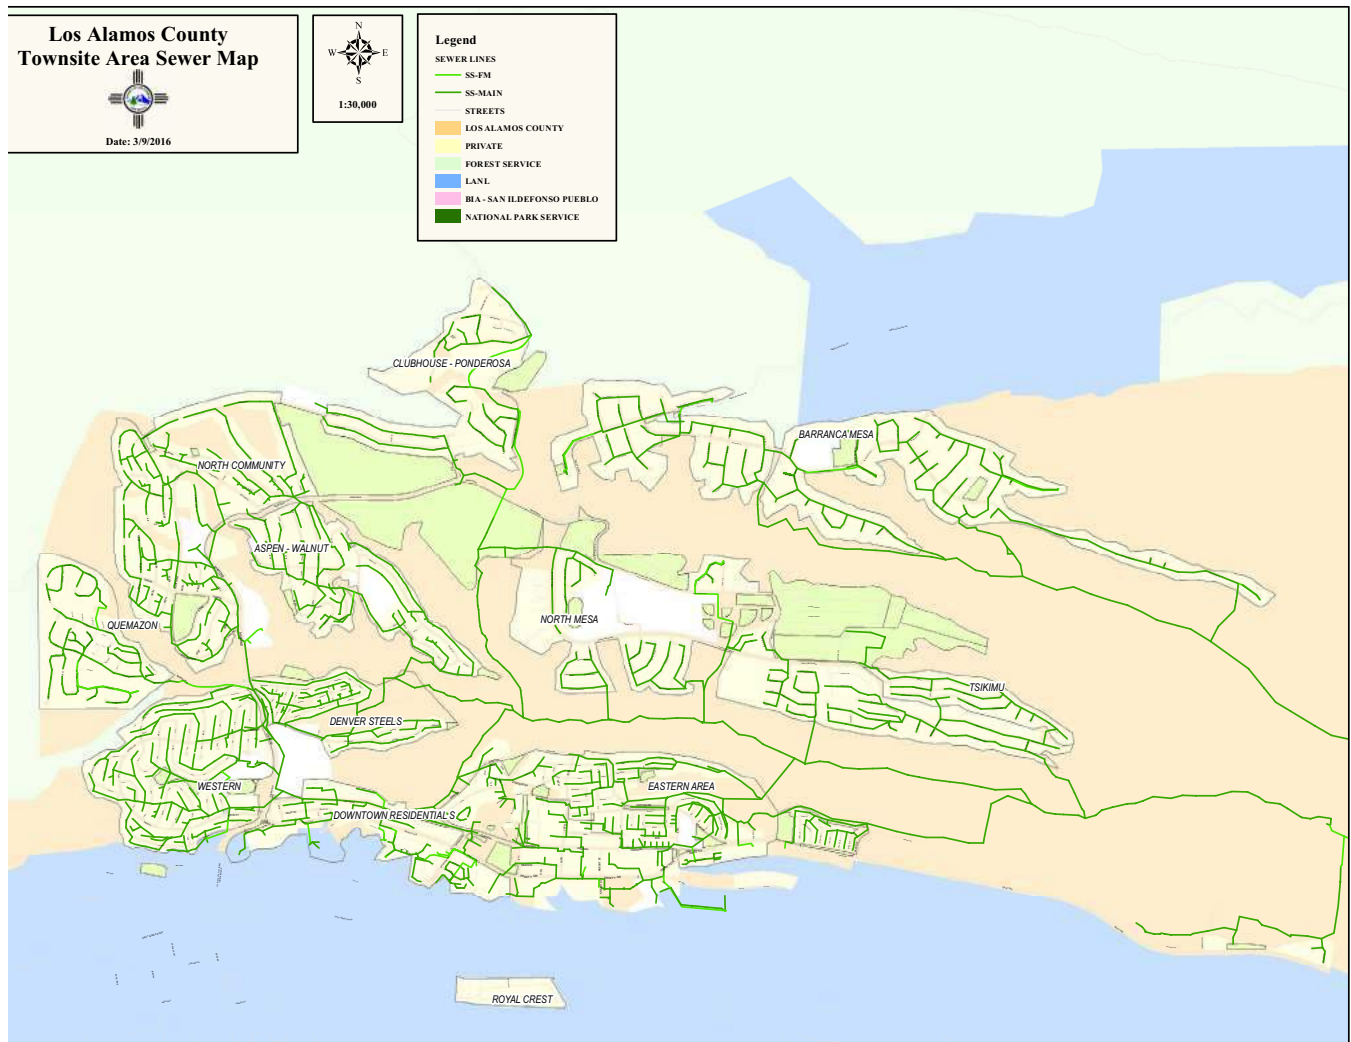 Los Alamos County
Townsite Area Sewer Map
Date: 3/9/2016
N
W E
S
1:30,000
Legend
SEWER LINES
SS-FM
SS-MAIN
STREETS
LOS ALAMOS COUNTY
PRIVATE
FOREST SERVICE
LANL
BIA - SAN ILDEFONSO PUEBLO
NATIONAL PARK SERVICE
CLUBHOUSE - PONDEROSA
BARRANCA MESA
NORTH COMMUNITY
ASPEN - WALNUT
QUEMAZON
NORTH MESA
TSIKIMU
DENVER STEELS
WESTERN
EASTERN AREA
DOWNTOWN RESIDENTIAL'S
ROYAL CREST